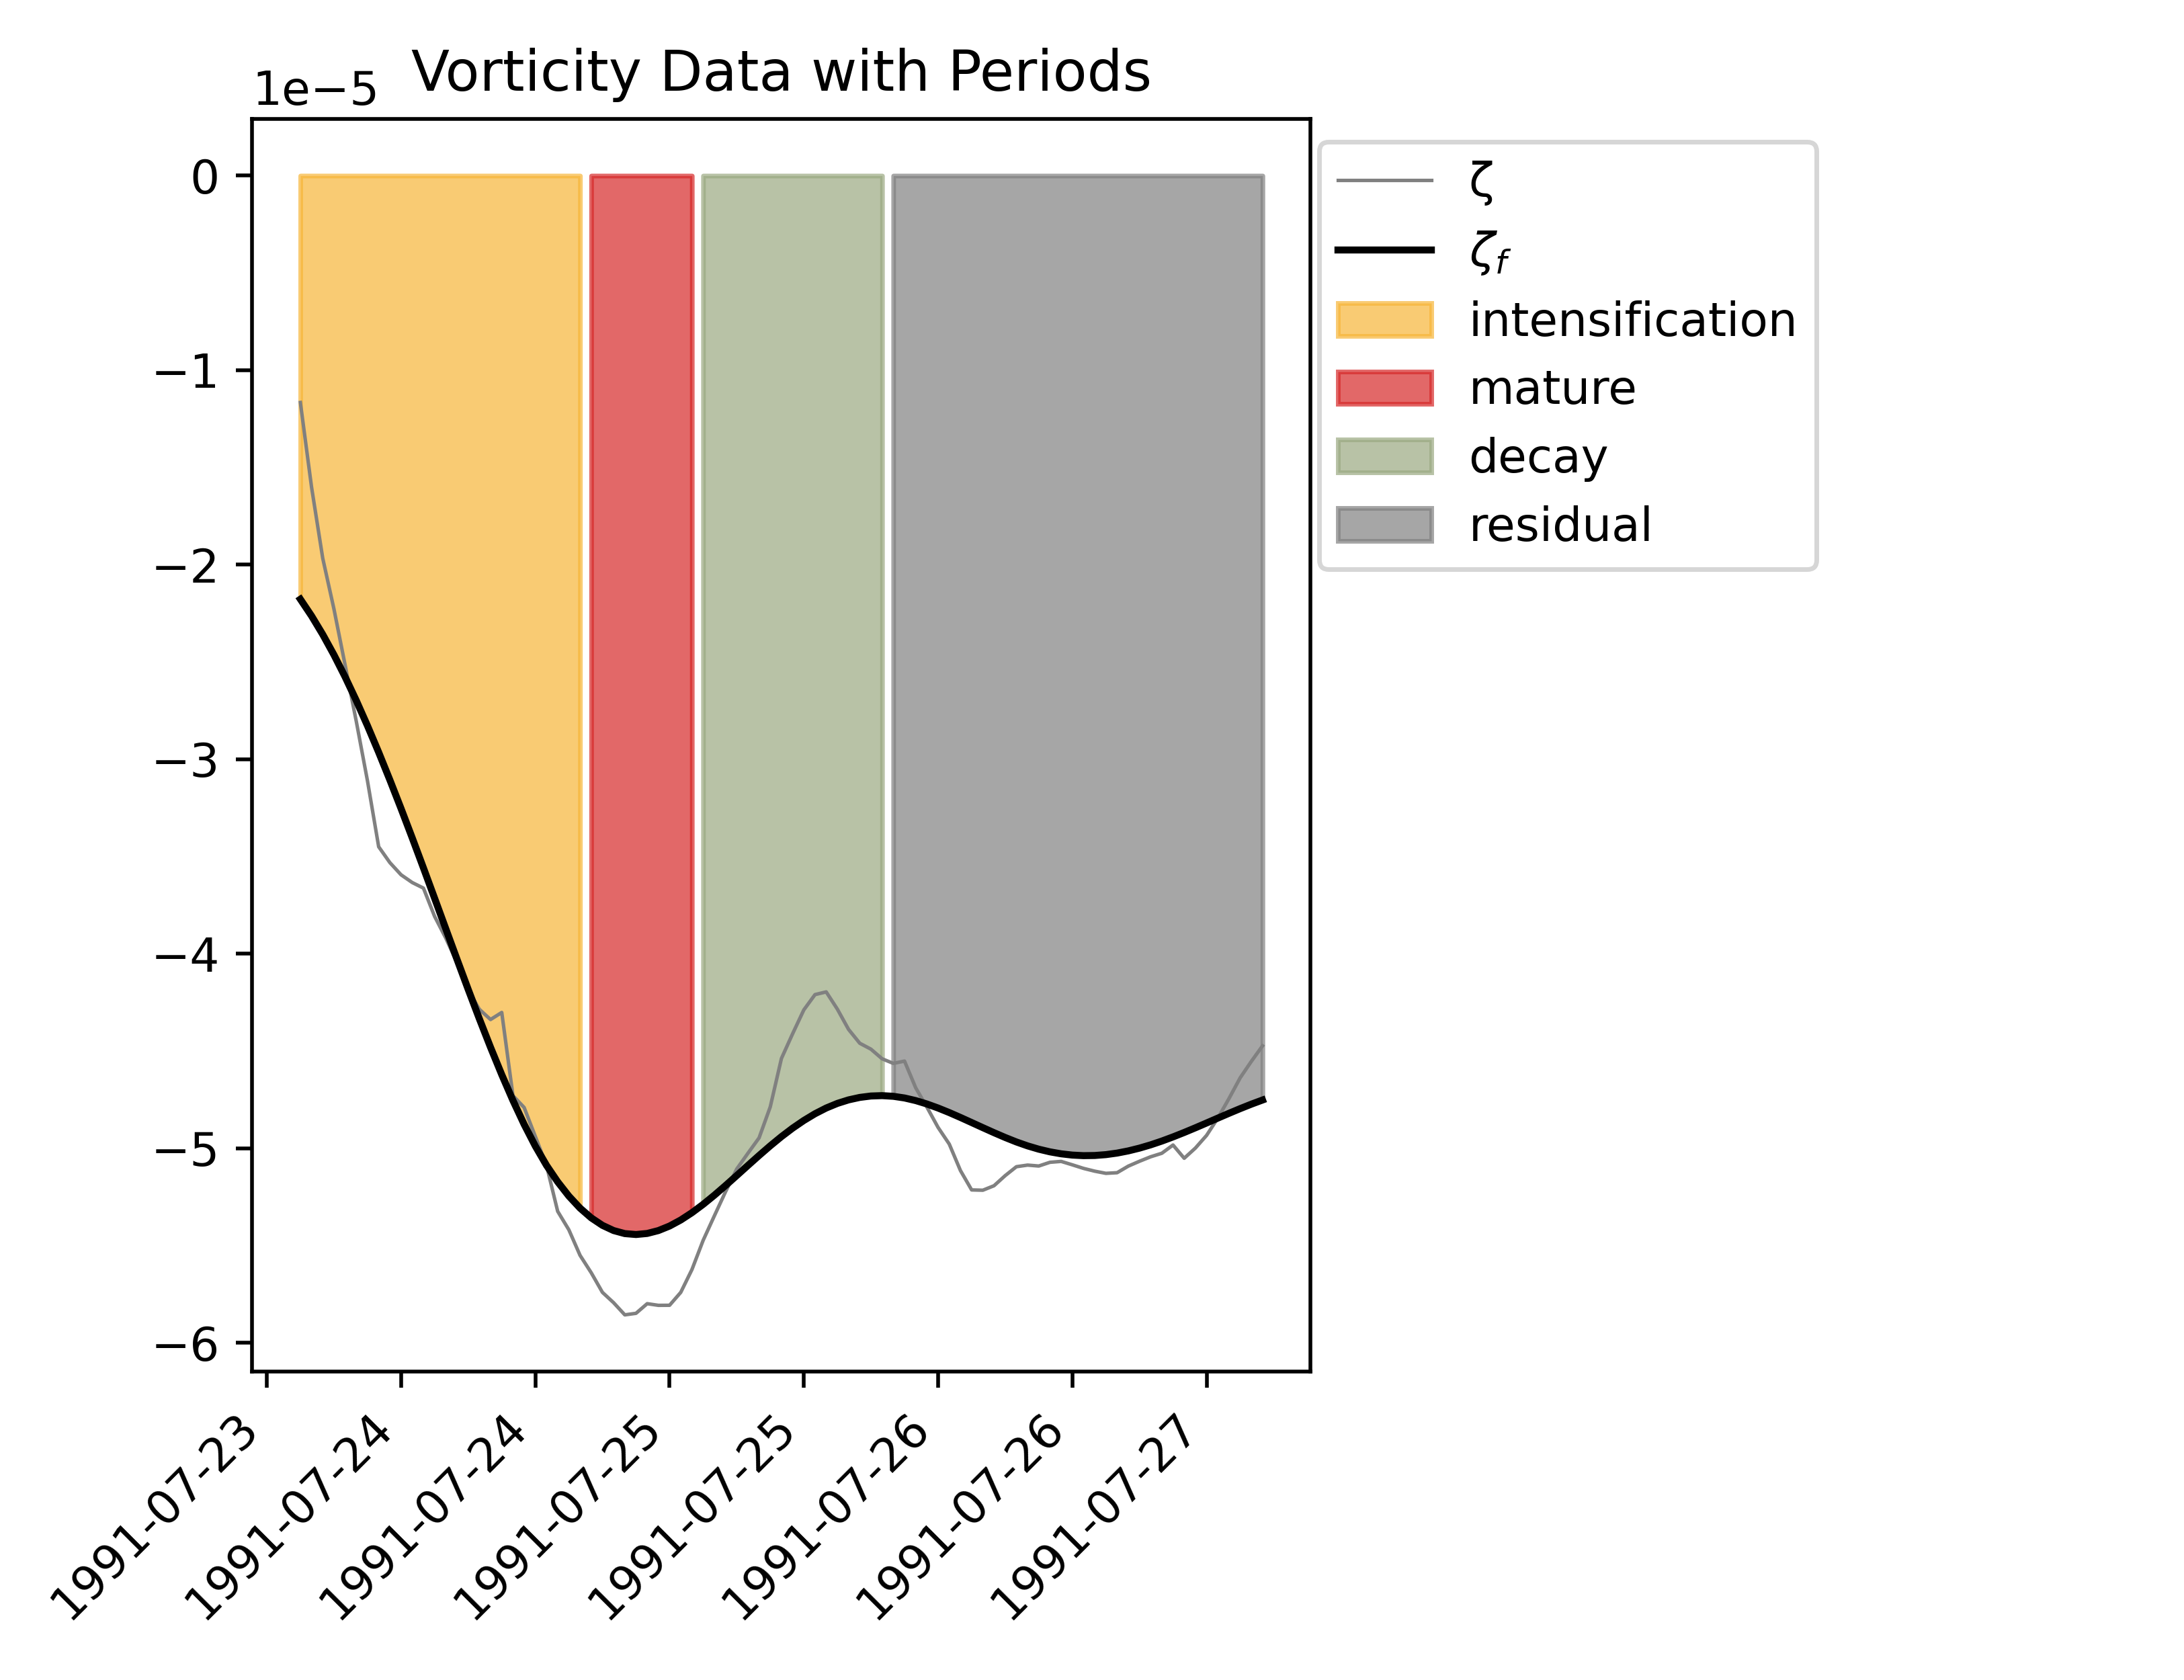 Vorticity Data with Periods
1e−5
0
−1
−2
−3
−4
−5
−6
1991-07-23
1991-07-24
1991-07-24
1991-07-25
1991-07-25
1991-07-26
1991-07-26
1991-07-27
ζ
ζf
intensification
mature
decay
residual